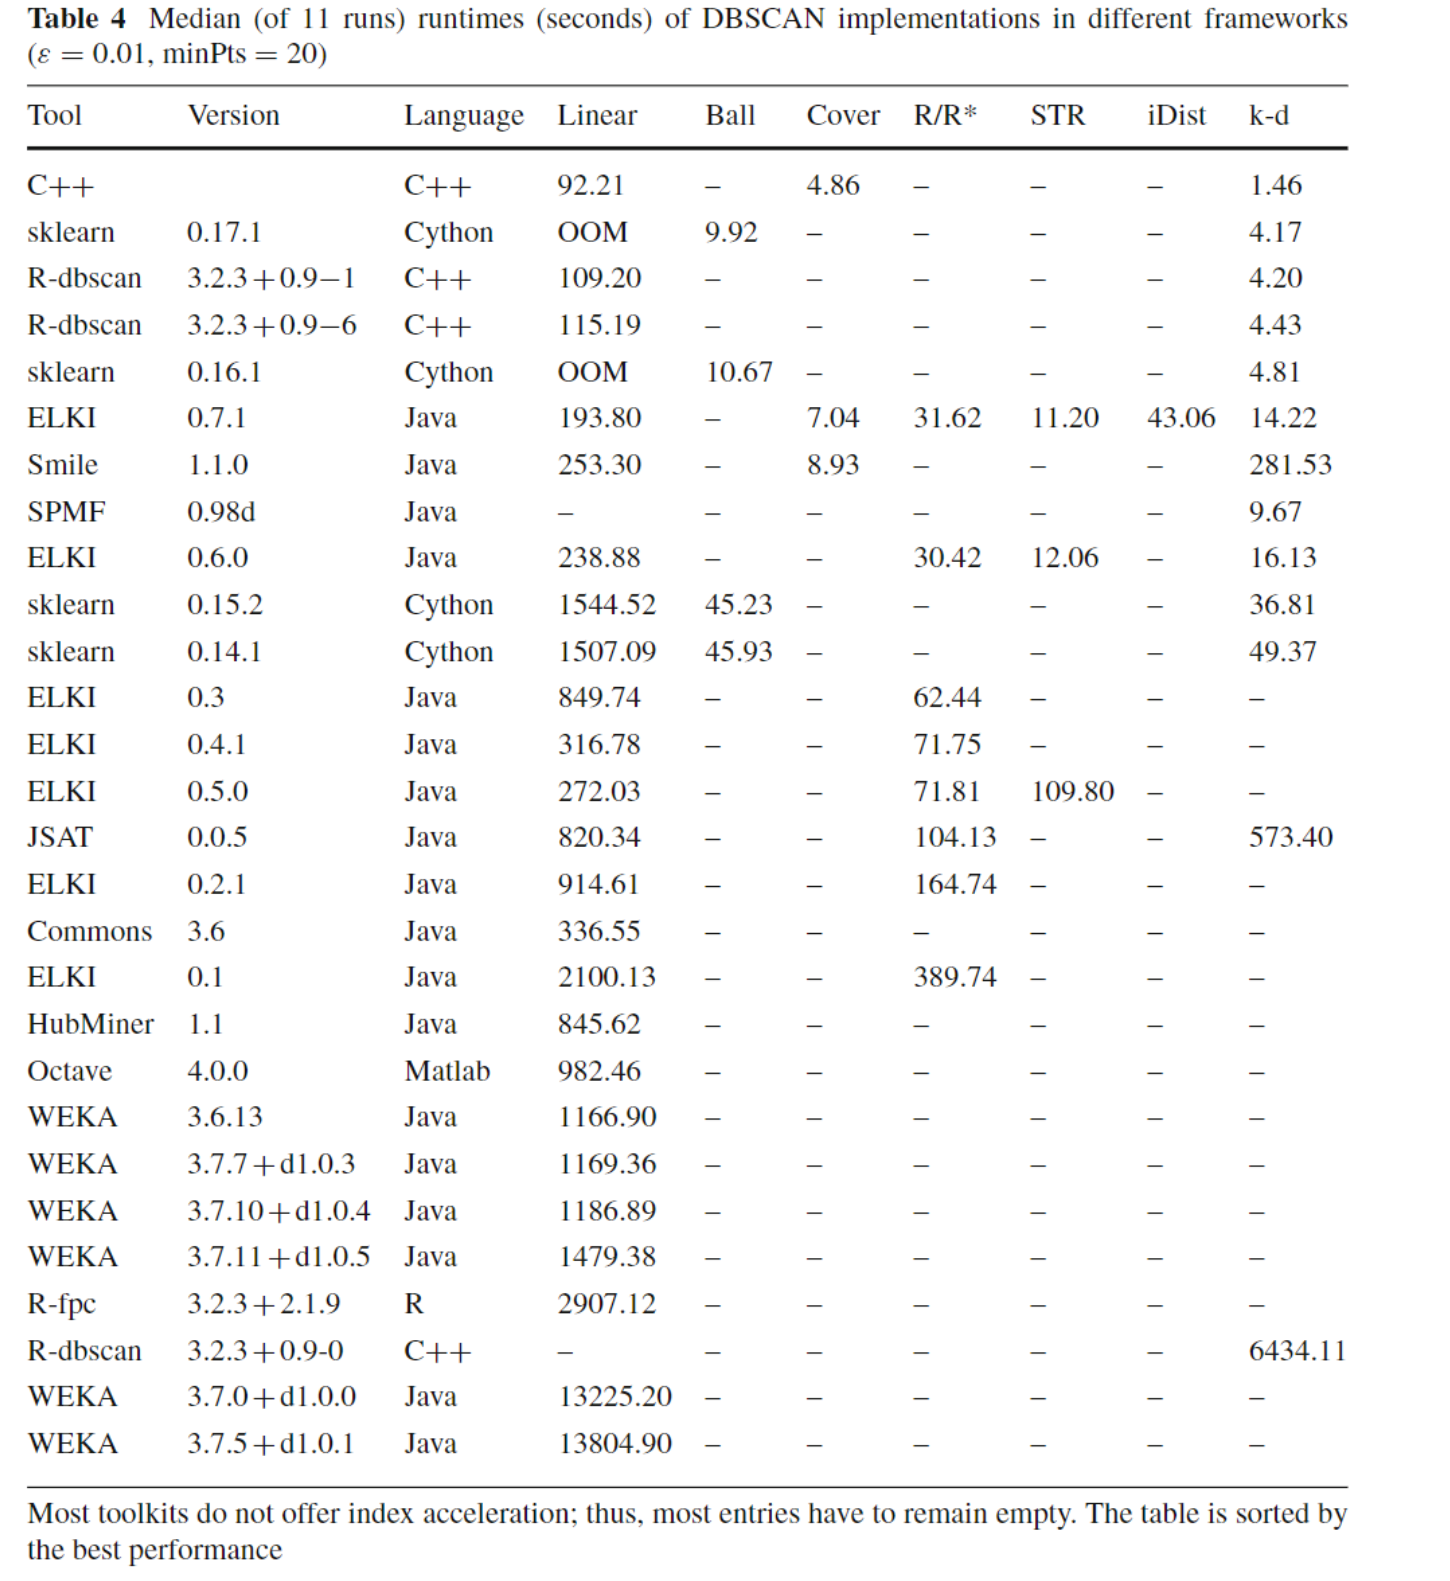 Table 4 Median (of 11 runs) runtimes (seconds) of DBSCAN implementations in different frameworks
(ε = 0.01, minPts = 20)
Tool Version Language Linear Ball Cover R/R* STR iDist k-d
C++ C++ 92.21 – 4.86 – – – 1.46
sklearn 0.17.1 Cython OOM 9.92 – – – – 4.17
R-dbscan 3.2.3+0.9−1 C++ 109.20 – – – – – 4.20
R-dbscan 3.2.3+0.9−6 C++ 115.19 – – – – – 4.43
sklearn 0.16.1 Cython OOM 10.67 – – – – 4.81
ELKI 0.7.1 Java 193.80 – 7.04 31.62 11.20 43.06 14.22
Smile 1.1.0 Java 253.30 – 8.93 – – – 281.53
SPMF 0.98d Java – – – – – – 9.67
ELKI 0.6.0 Java 238.88 – – 30.42 12.06 – 16.13
sklearn 0.15.2 Cython 1544.52 45.23 – – – – 36.81
sklearn 0.14.1 Cython 1507.09 45.93 – – – – 49.37
ELKI 0.3 Java 849.74 – – 62.44 – – –
ELKI 0.4.1 Java 316.78 – – 71.75 – – –
ELKI 0.5.0 Java 272.03 – – 71.81 109.80 – –
JSAT 0.0.5 Java 820.34 – – 104.13 – – 573.40
ELKI 0.2.1 Java 914.61 – – 164.74 – – –
Commons 3.6 Java 336.55 – – – – – –
ELKI 0.1 Java 2100.13 – – 389.74 – – –
HubMiner 1.1 Java 845.62 – – – – – –
Octave 4.0.0 Matlab 982.46 – – – – – –
WEKA 3.6.13 Java 1166.90 – – – – – –
WEKA 3.7.7+d1.0.3 Java 1169.36 – – – – – –
WEKA 3.7.10+d1.0.4 Java 1186.89 – – – – – –
WEKA 3.7.11+d1.0.5 Java 1479.38 – – – – – –
R-fpc 3.2.3+2.1.9 R 2907.12 – – – – – –
R-dbscan 3.2.3+0.9-0 C++ – – – – – – 6434.11
WEKA 3.7.0+d1.0.0 Java 13225.20 – – – – – –
WEKA 3.7.5+d1.0.1 Java 13804.90 – – – – – –
Most toolkits do not offer index acceleration; thus, most entries have to remain empty. The table is sorted by
the best performance